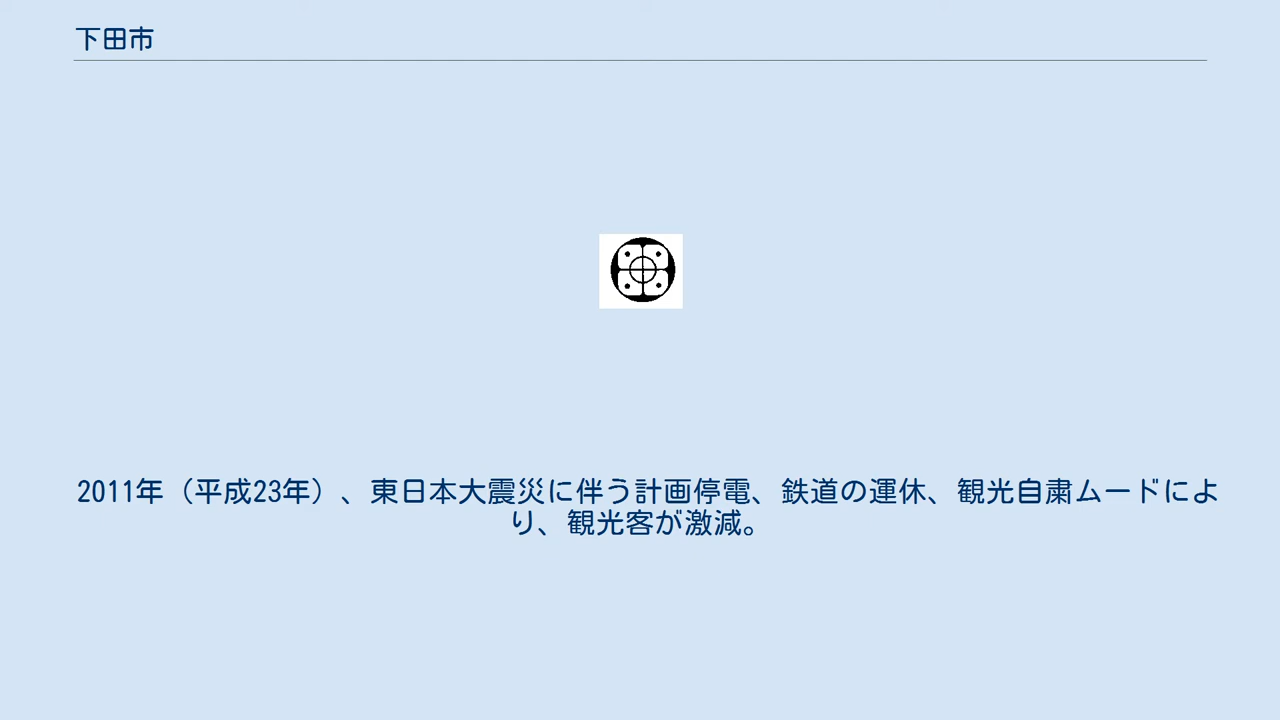 下田市
2011年（平成23年）、東日本大震災に伴う計画停電、鉄道の運休、観光自粛ムードによ
り、観光客が激減。